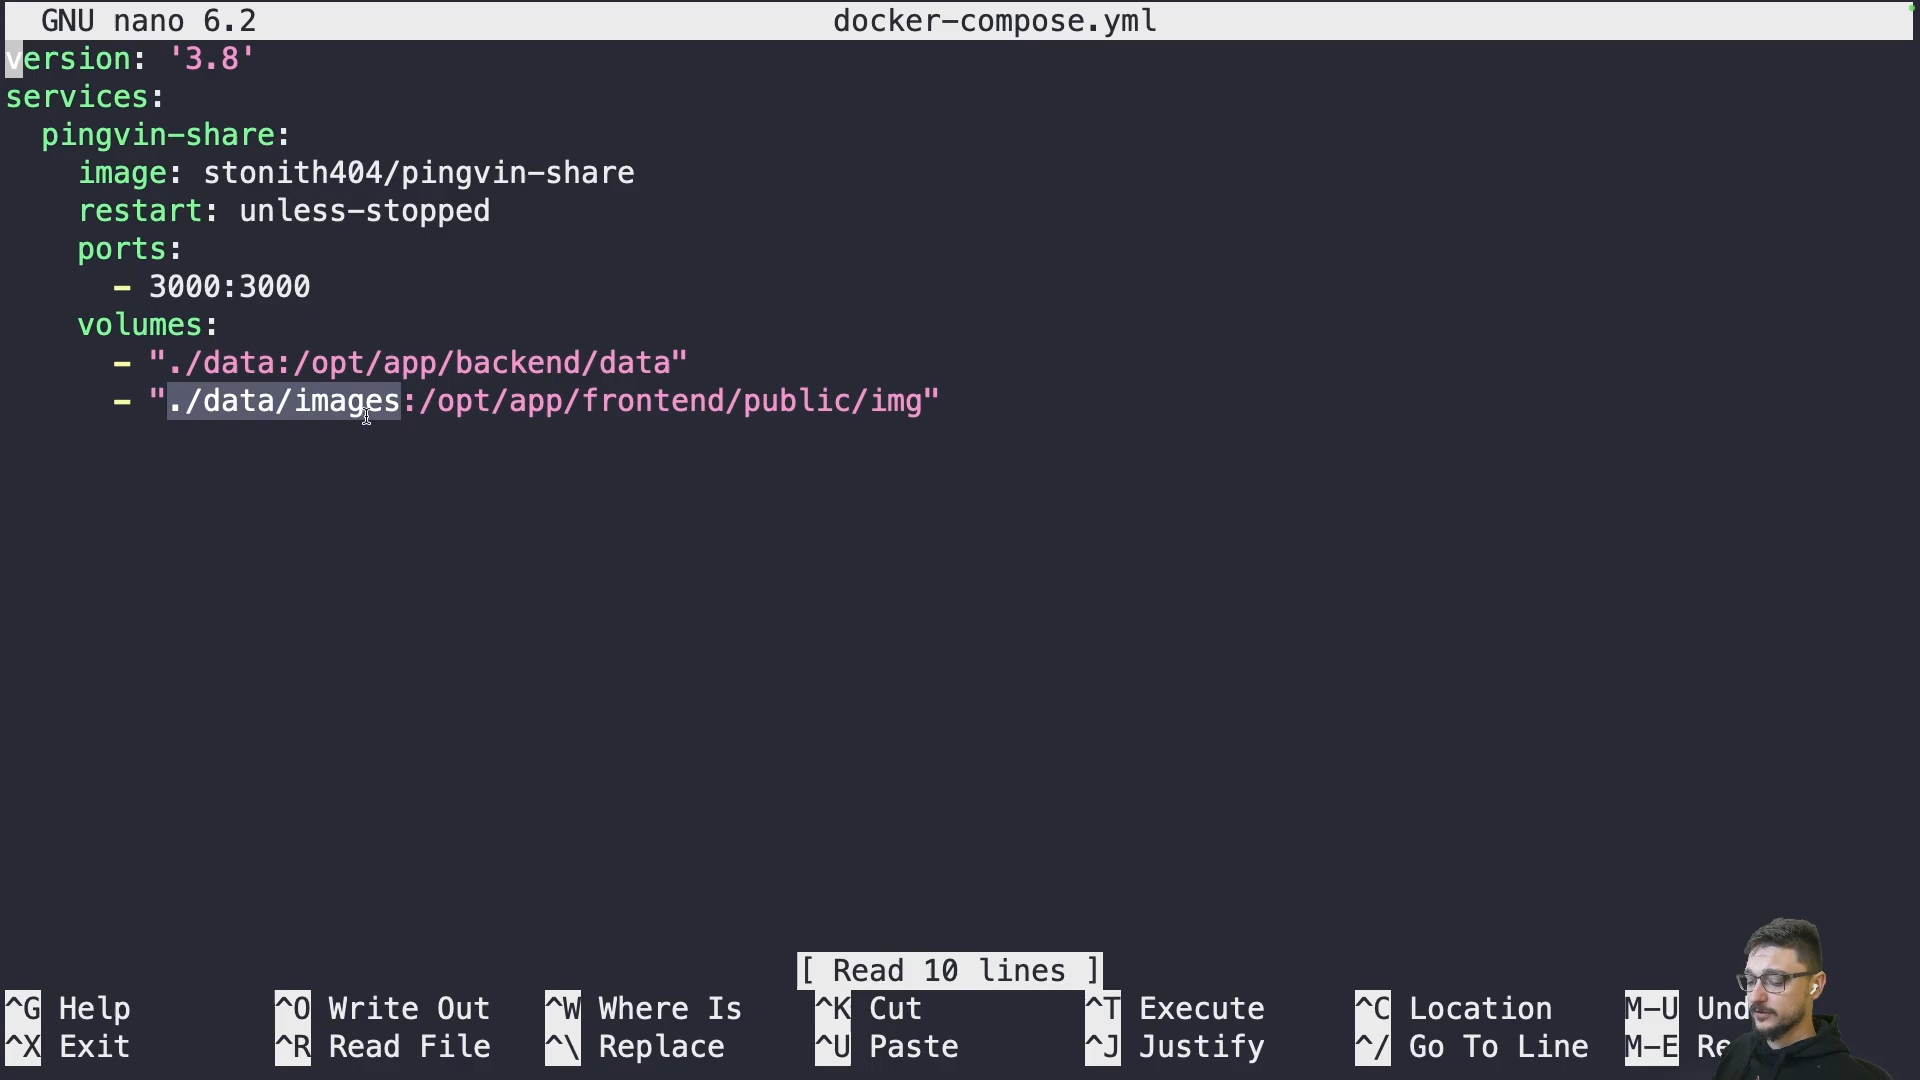 GNU nano 6.2 docker-compose.yml
version: '3.8'
services:
  pingvin-share:
    image: stonith404/pingvin-share
    restart: unless-stopped
    ports:
      - 3000:3000
    volumes:
      - "./data:/opt/app/backend/data"
      - "./data/images:/opt/app/frontend/public/img"
[ Read 10 lines ]
^G Help ^O Write Out ^W Where Is ^K Cut ^T Execute ^C Location M-U
^X Exit ^R Read File ^\ Replace ^U Paste ^J Justify ^/ Go To Line M-E